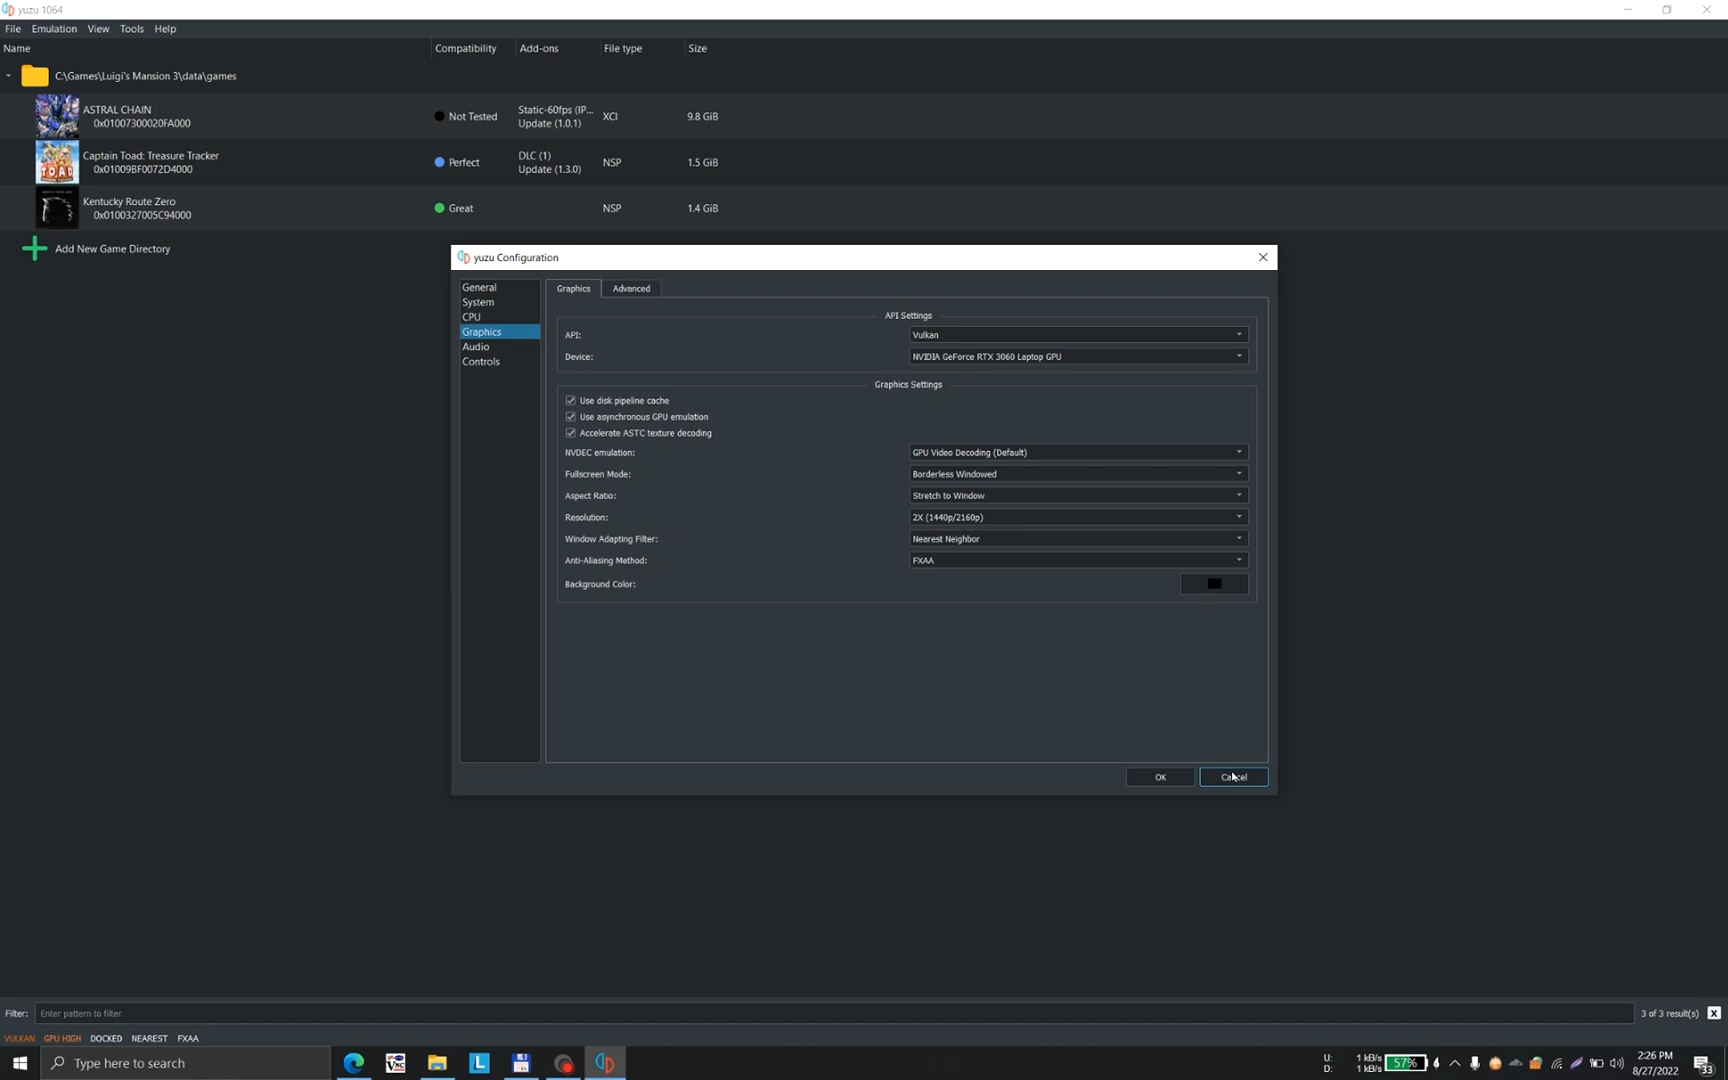 yuzu 1064
File Emulation View Tools Help
Name Compatibility Add-ons File type Size
C:\Games\Luigi's Mansion 3\data\games
ASTRAL CHAIN
0x01007300020FA000
Not Tested
Static-60fps (IP...
Update (1.0.1)
XCI
9.8 GiB
Captain Toad: Treasure Tracker
0x01009BF0072D4000
Perfect
DLC (1)
Update (1.3.0)
NSP
1.5 GiB
TOAD
Kentucky Route Zero
0x0100327005C94000
Great
NSP
1.4 GiB
Add New Game Directory
yuzu Configuration
General
System
CPU
Graphics
Audio
Controls
Graphics Advanced
API Settings
API: Vulkan
Device: NVIDIA GeForce RTX 3060 Laptop GPU
Graphics Settings
Use disk pipeline cache
Use asynchronous GPU emulation
Accelerate ASTC texture decoding
NVDEC emulation: GPU Video Decoding (Default)
Fullscreen Mode: Borderless Windowed
Aspect Ratio: Stretch to Window
Resolution: 2X (1440p/2160p)
Window Adapting Filter: Nearest Neighbor
Anti-Aliasing Method: FXAA
Background Color:
OK Cancel
Filter: Enter pattern to filter 3 of 3 result(s) X
VULKAN GPU HIGH DOCKED NEAREST FXAA
Type here to search
L
U: 1 kB/s
D: 1 kB/s
57%
2:26 PM
8/27/2022
33